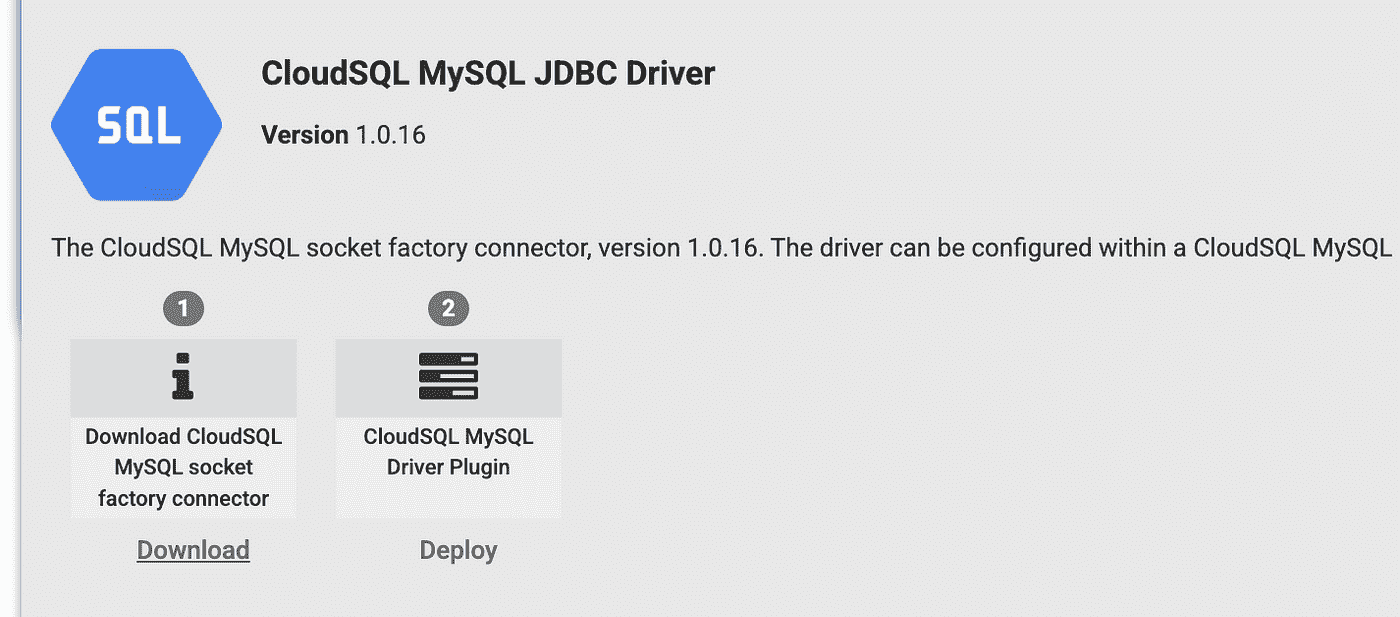 SQL
CloudSQL MySQL JDBC Driver
Version 1.0.16
The CloudSQL MySQL socket factory connector, version 1.0.16. The driver can be configured within a CloudSQL MySQL
1
2
Download CloudSQL
MySQL socket
factory connector
CloudSQL MySQL
Driver Plugin
Download
Deploy